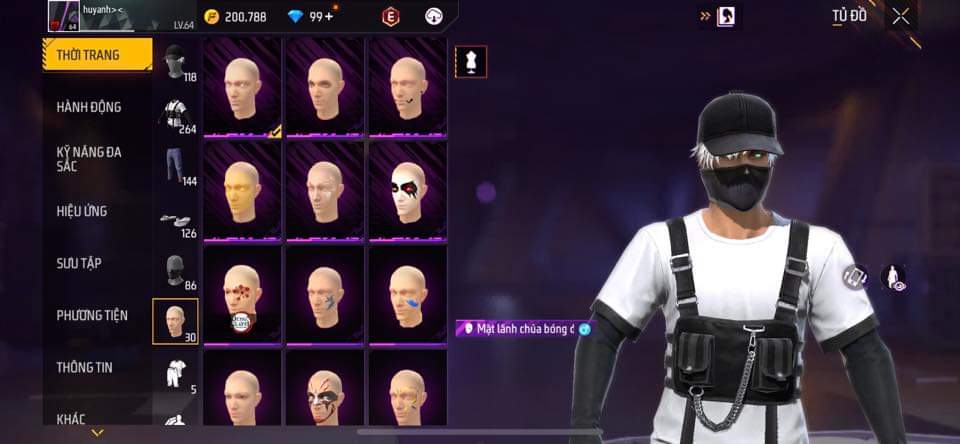 huyanh><
64
LV.64
200.788
99+
E
TỦ ĐỒ
THỜI TRANG
HÀNH ĐỘNG
KỸ NĂNG ĐA
SẮC
HIỆU ỨNG
SƯU TẬP
PHƯƠNG TIỆN
THÔNG TIN
KHÁC
118
264
144
126
86
30
5
Mặt lãnh chúa bóng đ